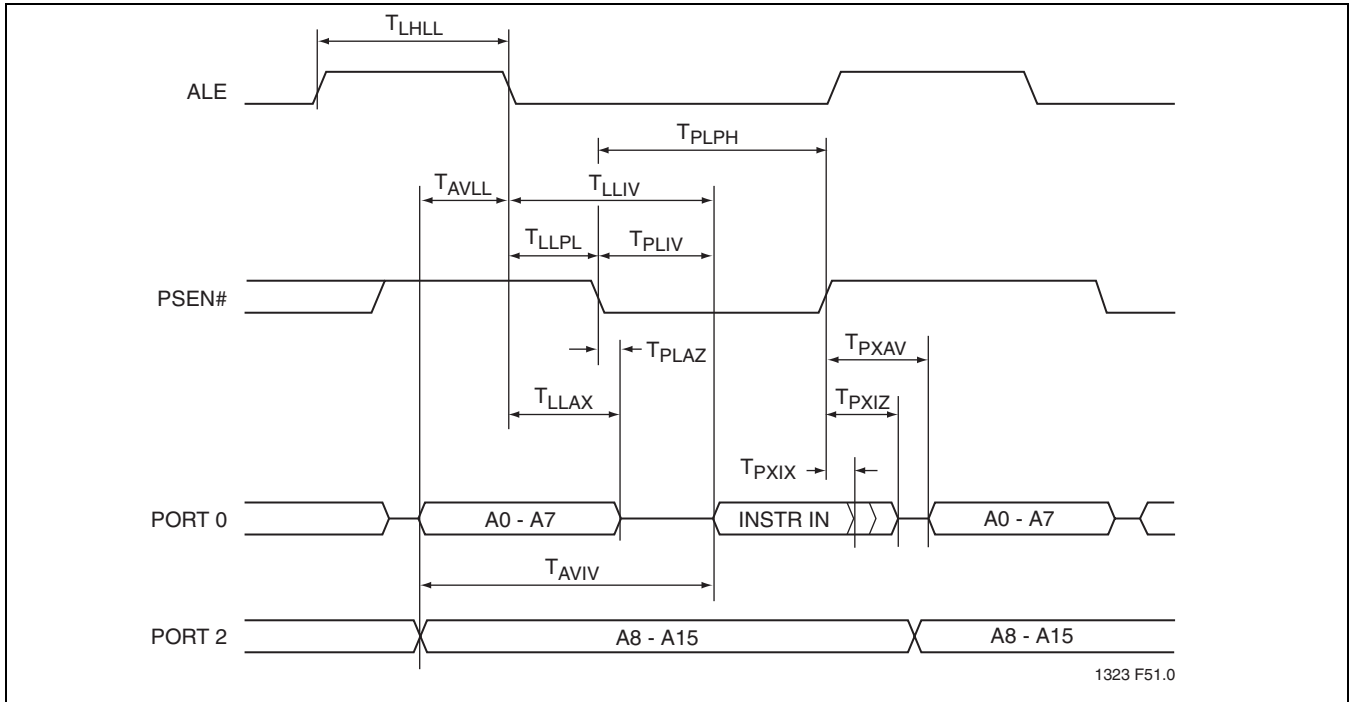 TLHLL
ALE
TPLPH
TAVLL TLLIV
TLLPL TPLIV
PSEN#
TPLAZ TPXAV
TLLAX TPXIZ
TPXIX
PORT 0 A0 - A7 INSTR IN A0 - A7
TAVIV
PORT 2 A8 - A15 A8 - A15
1323 F51.0